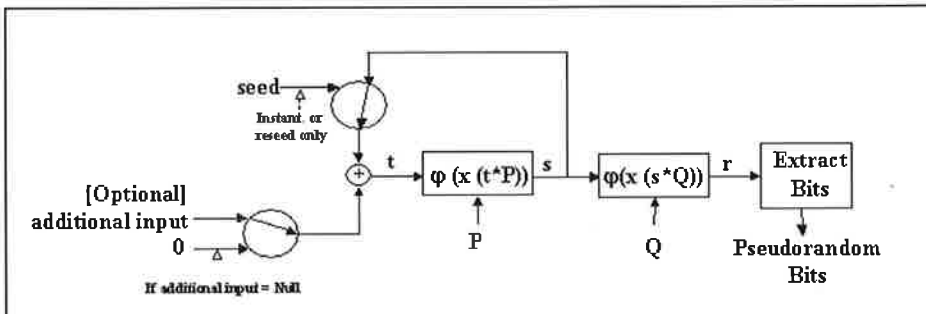 seed
Instant. or
reseed only
[Optional]
additional input
0
If additional input = Null
+
t
φ (x (t*P))
P
s
φ(x (s*Q))
Q
r
Extract
Bits
Pseudorandom
Bits